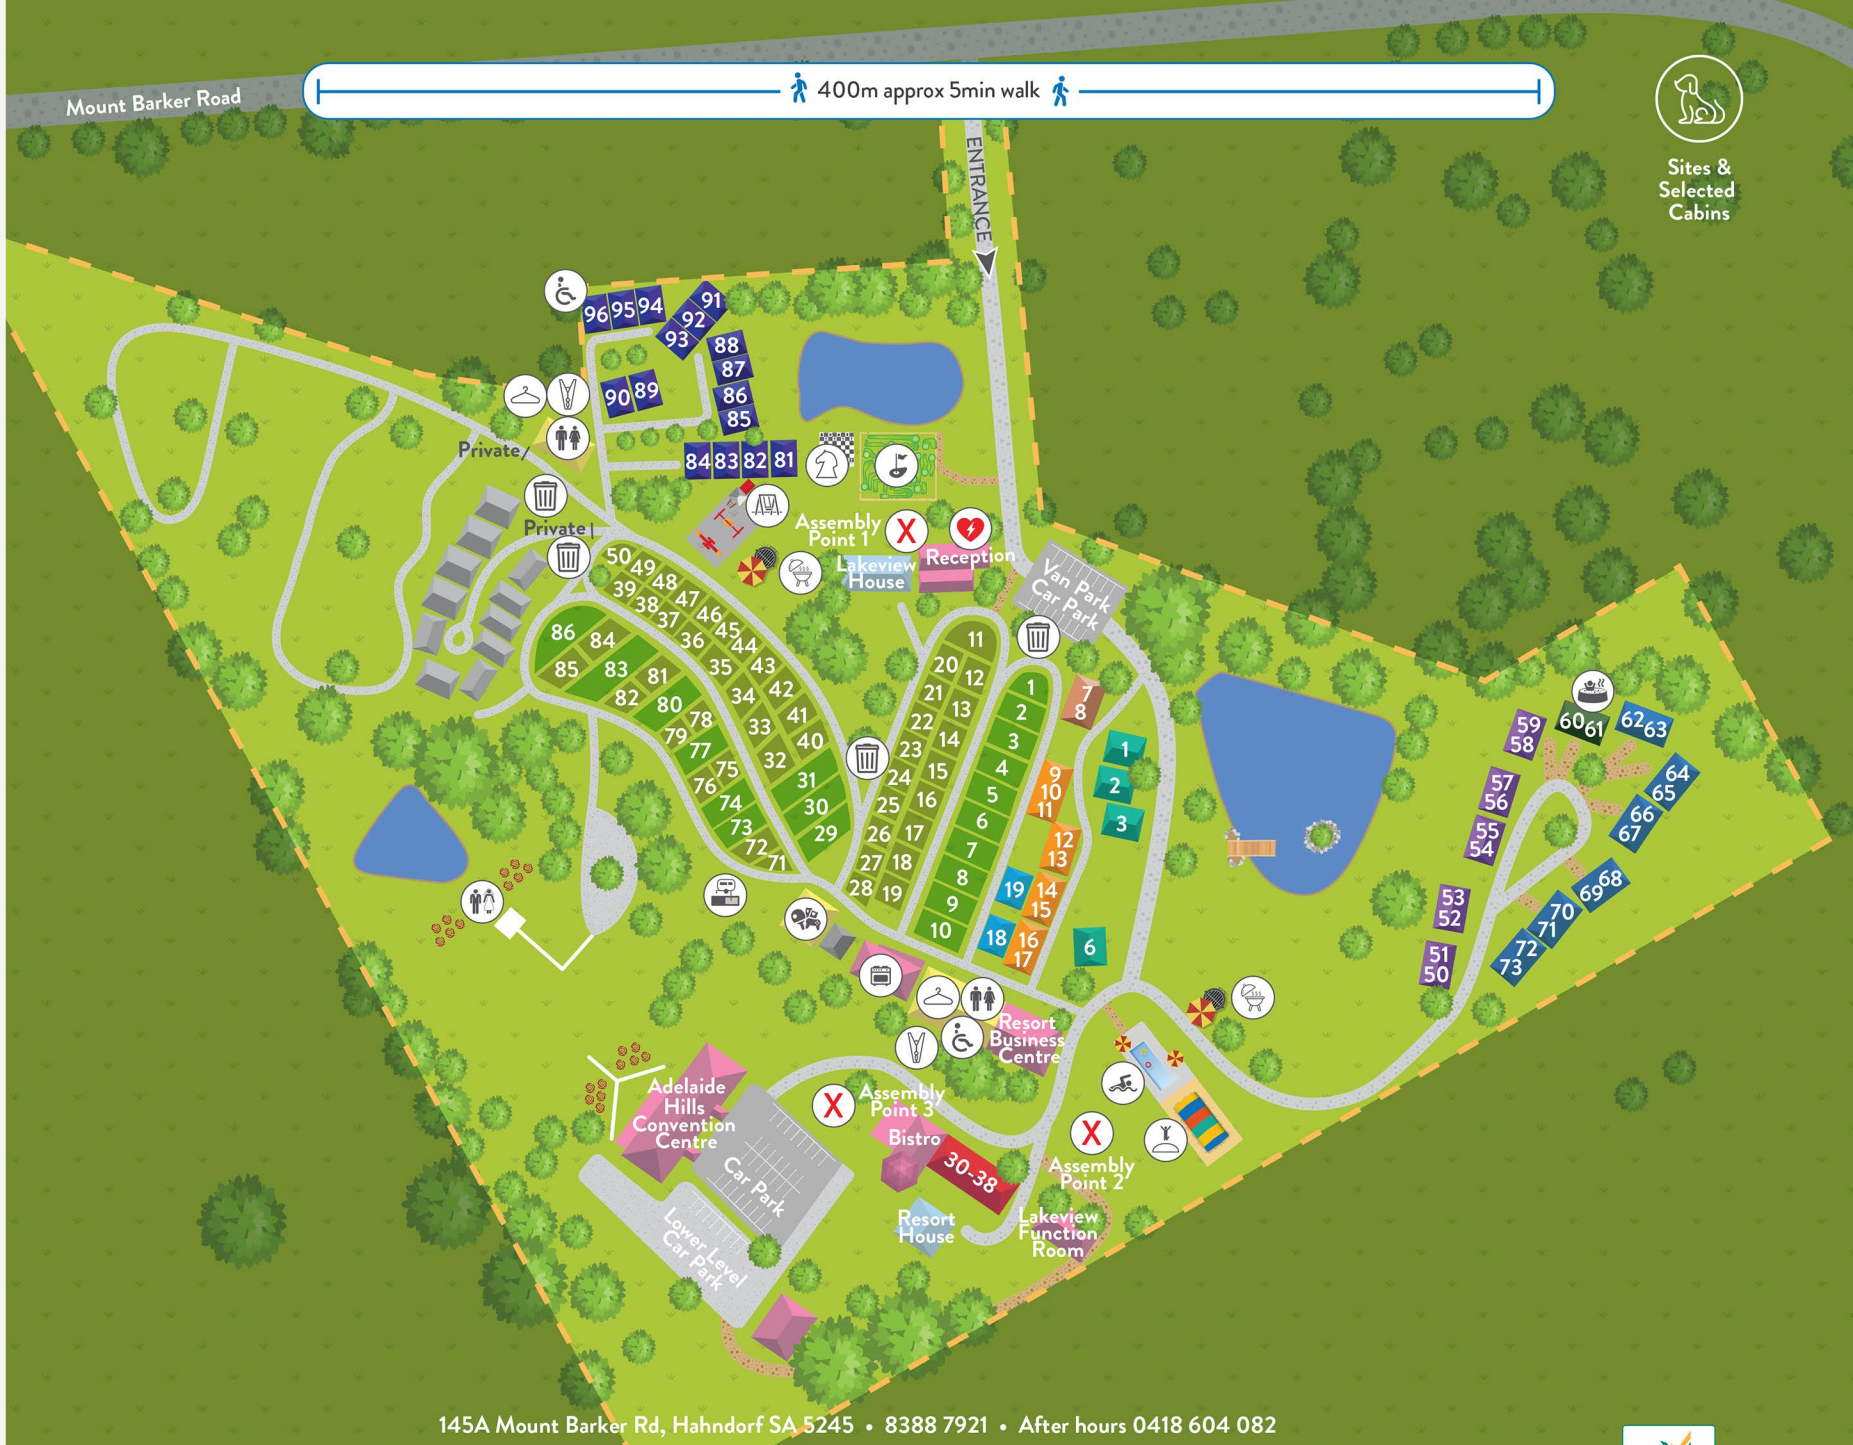 400m approx 5min walk
Mount Barker Road
ENTRANCE
Sites &
Selected
Cabins
96 95 94
91
92
93
88
87
86
85
90 89
84 83 82 81
Private
Private
Assembly
Point 1
X
Reception
Lakeview
House
Van Park
Car Park
50
49
48
47
46
45
44
43
42
41
40
39
38
37
36
35
34
33
32
31
30
29
86
84
85
83
81
82
80
78
79
77
75
76
74
73
72
71
11
20
12
21
13
22
14
23
15
24
16
25
17
26
18
27
19
28
1
2
3
4
5
6
7
8
9
10
7
8
9
10
11
12
13
14
15
16
17
19
18
1
2
3
6
59
58
60 61
62 63
57
56
55
54
53
52
51
50
64
65
66
67
69 68
70
71
72
73
Resort
Business
Centre
Adelaide
Hills
Convention
Centre
Car Park
Lower Level
Car Park
X
Assembly
Point 3
Bistro
30-38
Resort
House
X
Assembly
Point 2
Lakeview
Function
Room
145A Mount Barker Rd, Hahndorf SA 5245 • 8388 7921 • After hours 0418 604 082